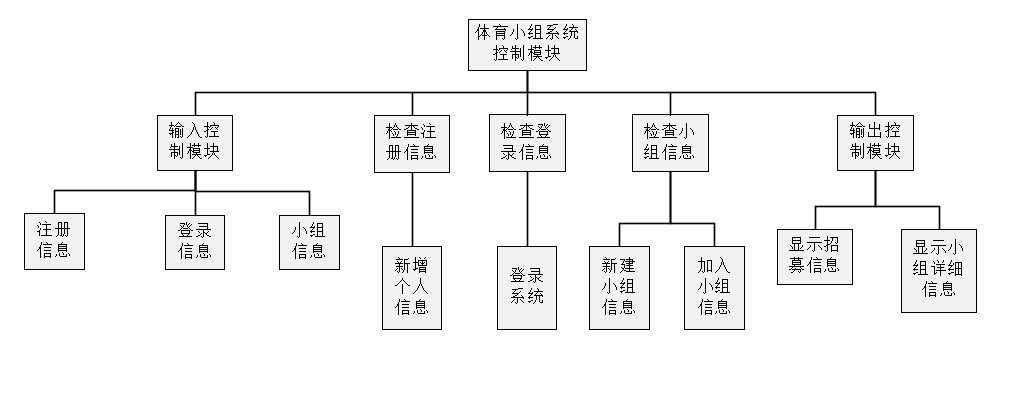 体育小组系统
控制模块
输入控
制模块
检查注
册信息
检查登
录信息
检查小
组信息
输出控
制模块
注册
信息
登录
信息
小组
信息
新增
个人
信息
登录
系统
新建
小组
信息
加入
小组
信息
显示招
募信息
显示小
组详细
信息